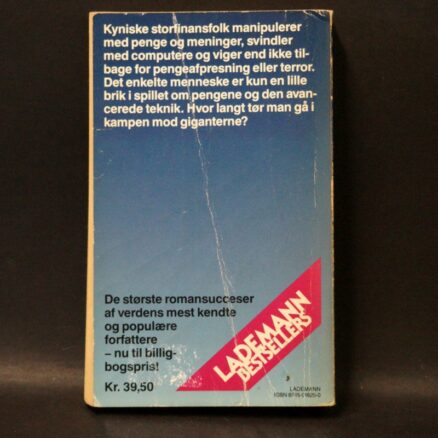 Kyniske storfinansfolk manipulerer
med penge og meninger, svindler
med computere og viger end ikke til-
bage for pengeafpresning eller terror.
Det enkelte menneske er kun en lille
brik i spillet om pengene og den avan-
cerede teknik. Hvor langt tør man gå i
kampen mod giganterne?
De største romansucceser
af verdens mest kendte
og populære
forfattere
– nu til billig-
bogspris!
Kr. 39,50
LADEMANN
BESTSELLERS
LADEMANN
ISBN